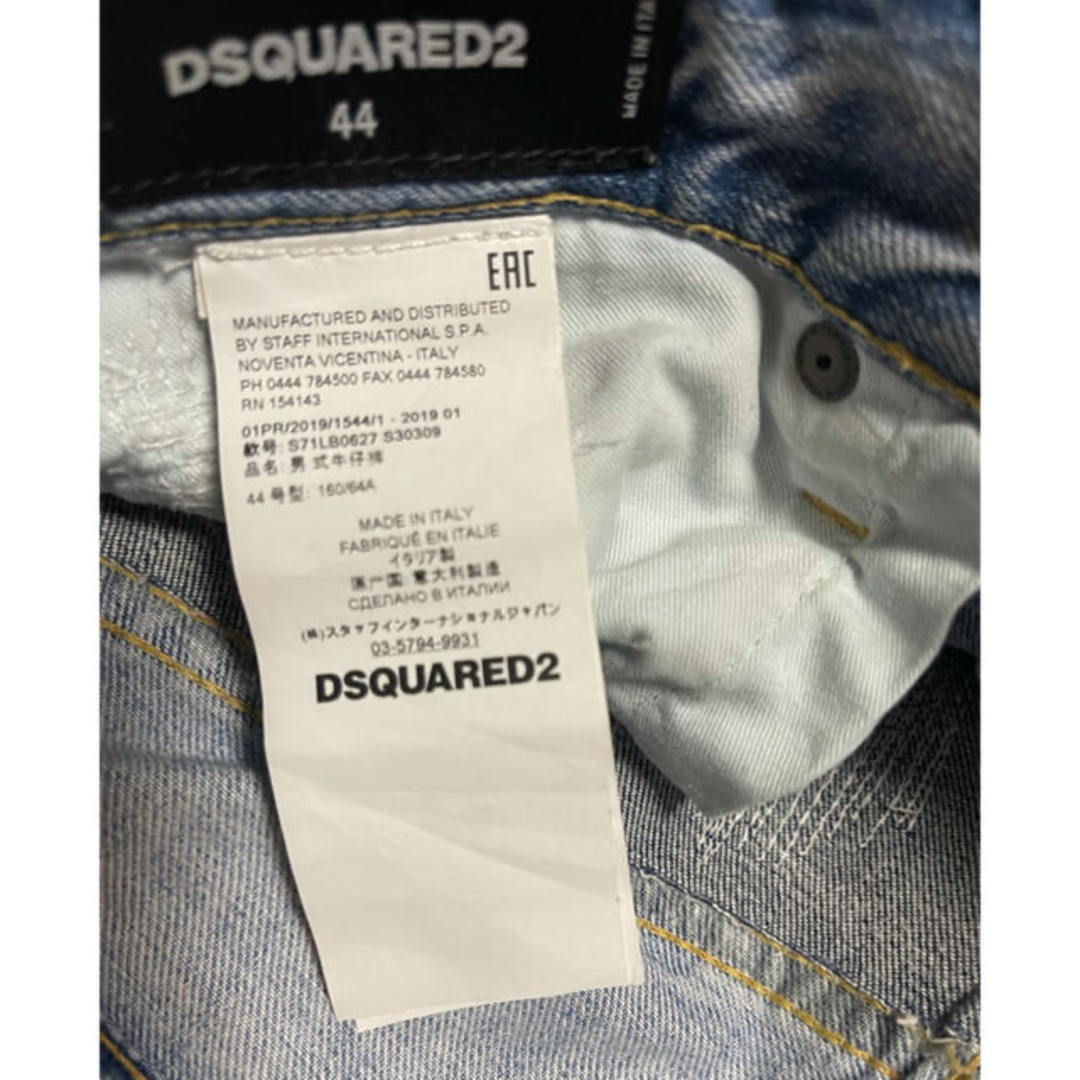 DSQUARED2
44
MADE IN ITA
EAC
MANUFACTURED AND DISTRIBUTED
BY STAFF INTERNATIONAL S.P.A.
NOVENTA VICENTINA - ITALY
PH 0444 784500 FAX 0444 784580
RN 154143
01PR/2019/1544/1 - 2019 01
款号: S71LB0627 S30309
品名: 男式牛仔裤
44 号型: 160/64A
MADE IN ITALY
FABRIQUÉ EN ITALIE
イタリア製
原产国: 意大利製造
СДЕЛАНО В ИТАЛИИ
(株)スタッフインターナショナルジャパン
03-5794-9931
DSQUARED2